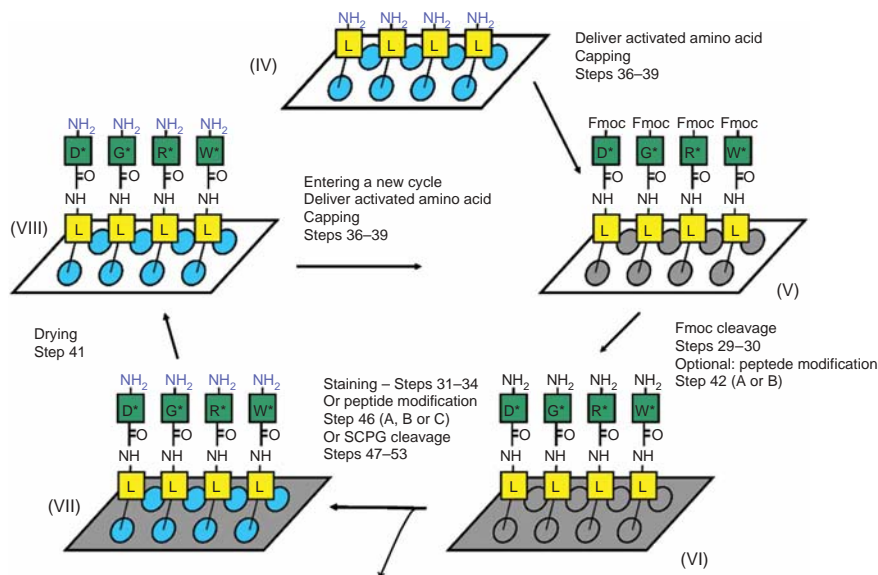 NH2 NH2 NH2 NH2
L L L L
(IV)
Deliver activated amino acid
Capping
Steps 36–39
Fmoc Fmoc Fmoc Fmoc
D* G* R* W*
O O O O
NH NH NH NH
L L L L
(V)
NH2 NH2 NH2 NH2
D* G* R* W*
O O O O
NH NH NH NH
L L L L
(VIII)
Entering a new cycle
Deliver activated amino acid
Capping
Steps 36–39
Fmoc cleavage
Steps 29–30
Optional: peptede modification
Step 42 (A or B)
Drying
Step 41
NH2 NH2 NH2 NH2
D* G* R* W*
O O O O
NH NH NH NH
L L L L
(VII)
Staining – Steps 31–34
Or peptide modification
Step 46 (A, B or C)
Or SCPG cleavage
Steps 47–53
NH2 NH2 NH2 NH2
D* G* R* W*
O O O O
NH NH NH NH
L L L L
(VI)